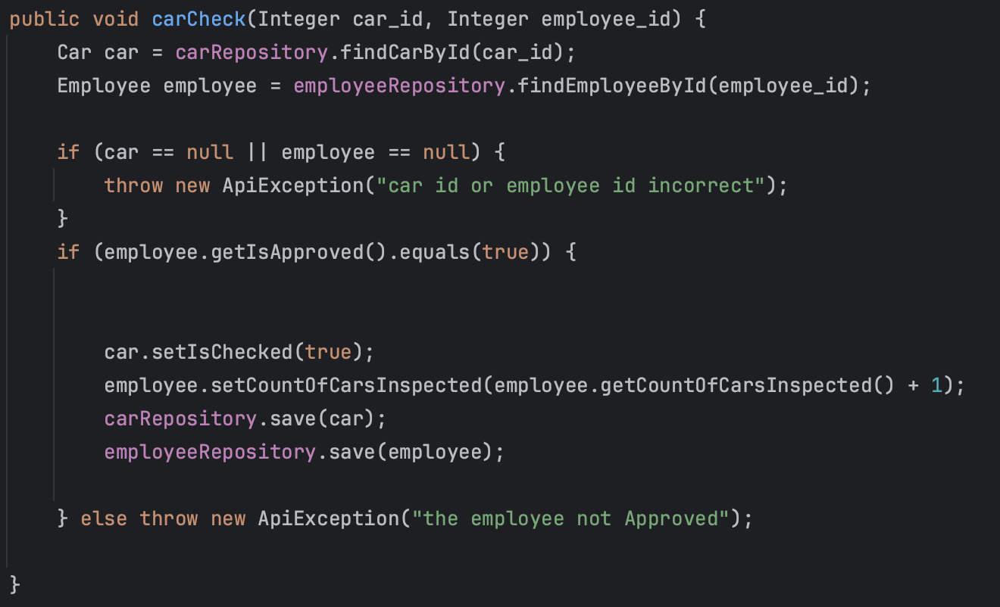 public void carCheck(Integer car_id, Integer employee_id) {
    Car car = carRepository.findCarById(car_id);
    Employee employee = employeeRepository.findEmployeeById(employee_id);
    if (car == null || employee == null) {
        throw new ApiException("car id or employee id incorrect");
    }
    if (employee.getIsApproved().equals(true)) {
        car.setIsChecked(true);
        employee.setCountOfCarsInspected(employee.getCountOfCarsInspected() + 1);
        carRepository.save(car);
        employeeRepository.save(employee);
    } else throw new ApiException("the employee not Approved");
}